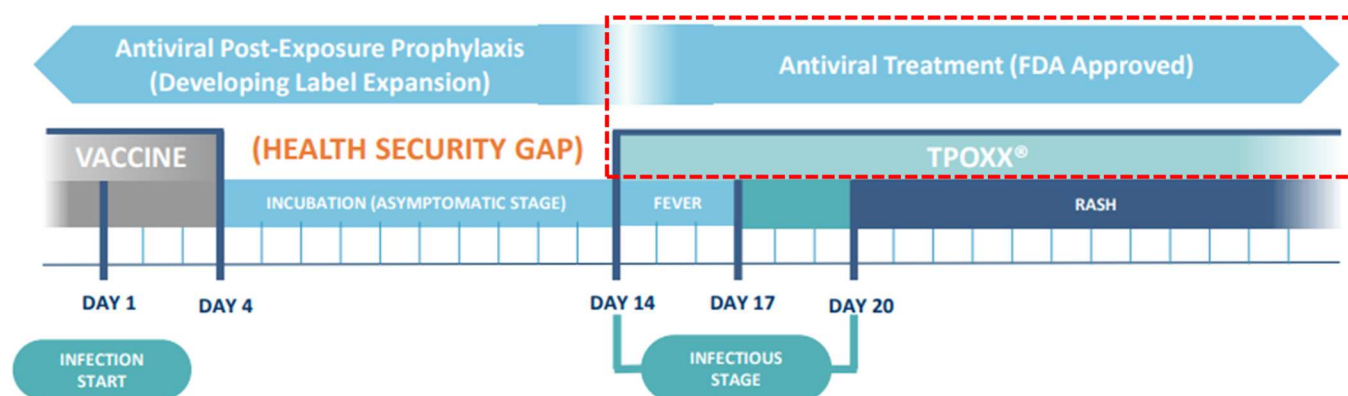 Antiviral Post-Exposure Prophylaxis
(Developing Label Expansion)
Antiviral Treatment (FDA Approved)
VACCINE
(HEALTH SECURITY GAP)
TPOXX®
INCUBATION (ASYMPTOMATIC STAGE)
FEVER
RASH
DAY 1
DAY 4
DAY 14
DAY 17
DAY 20
INFECTION
START
INFECTIOUS
STAGE